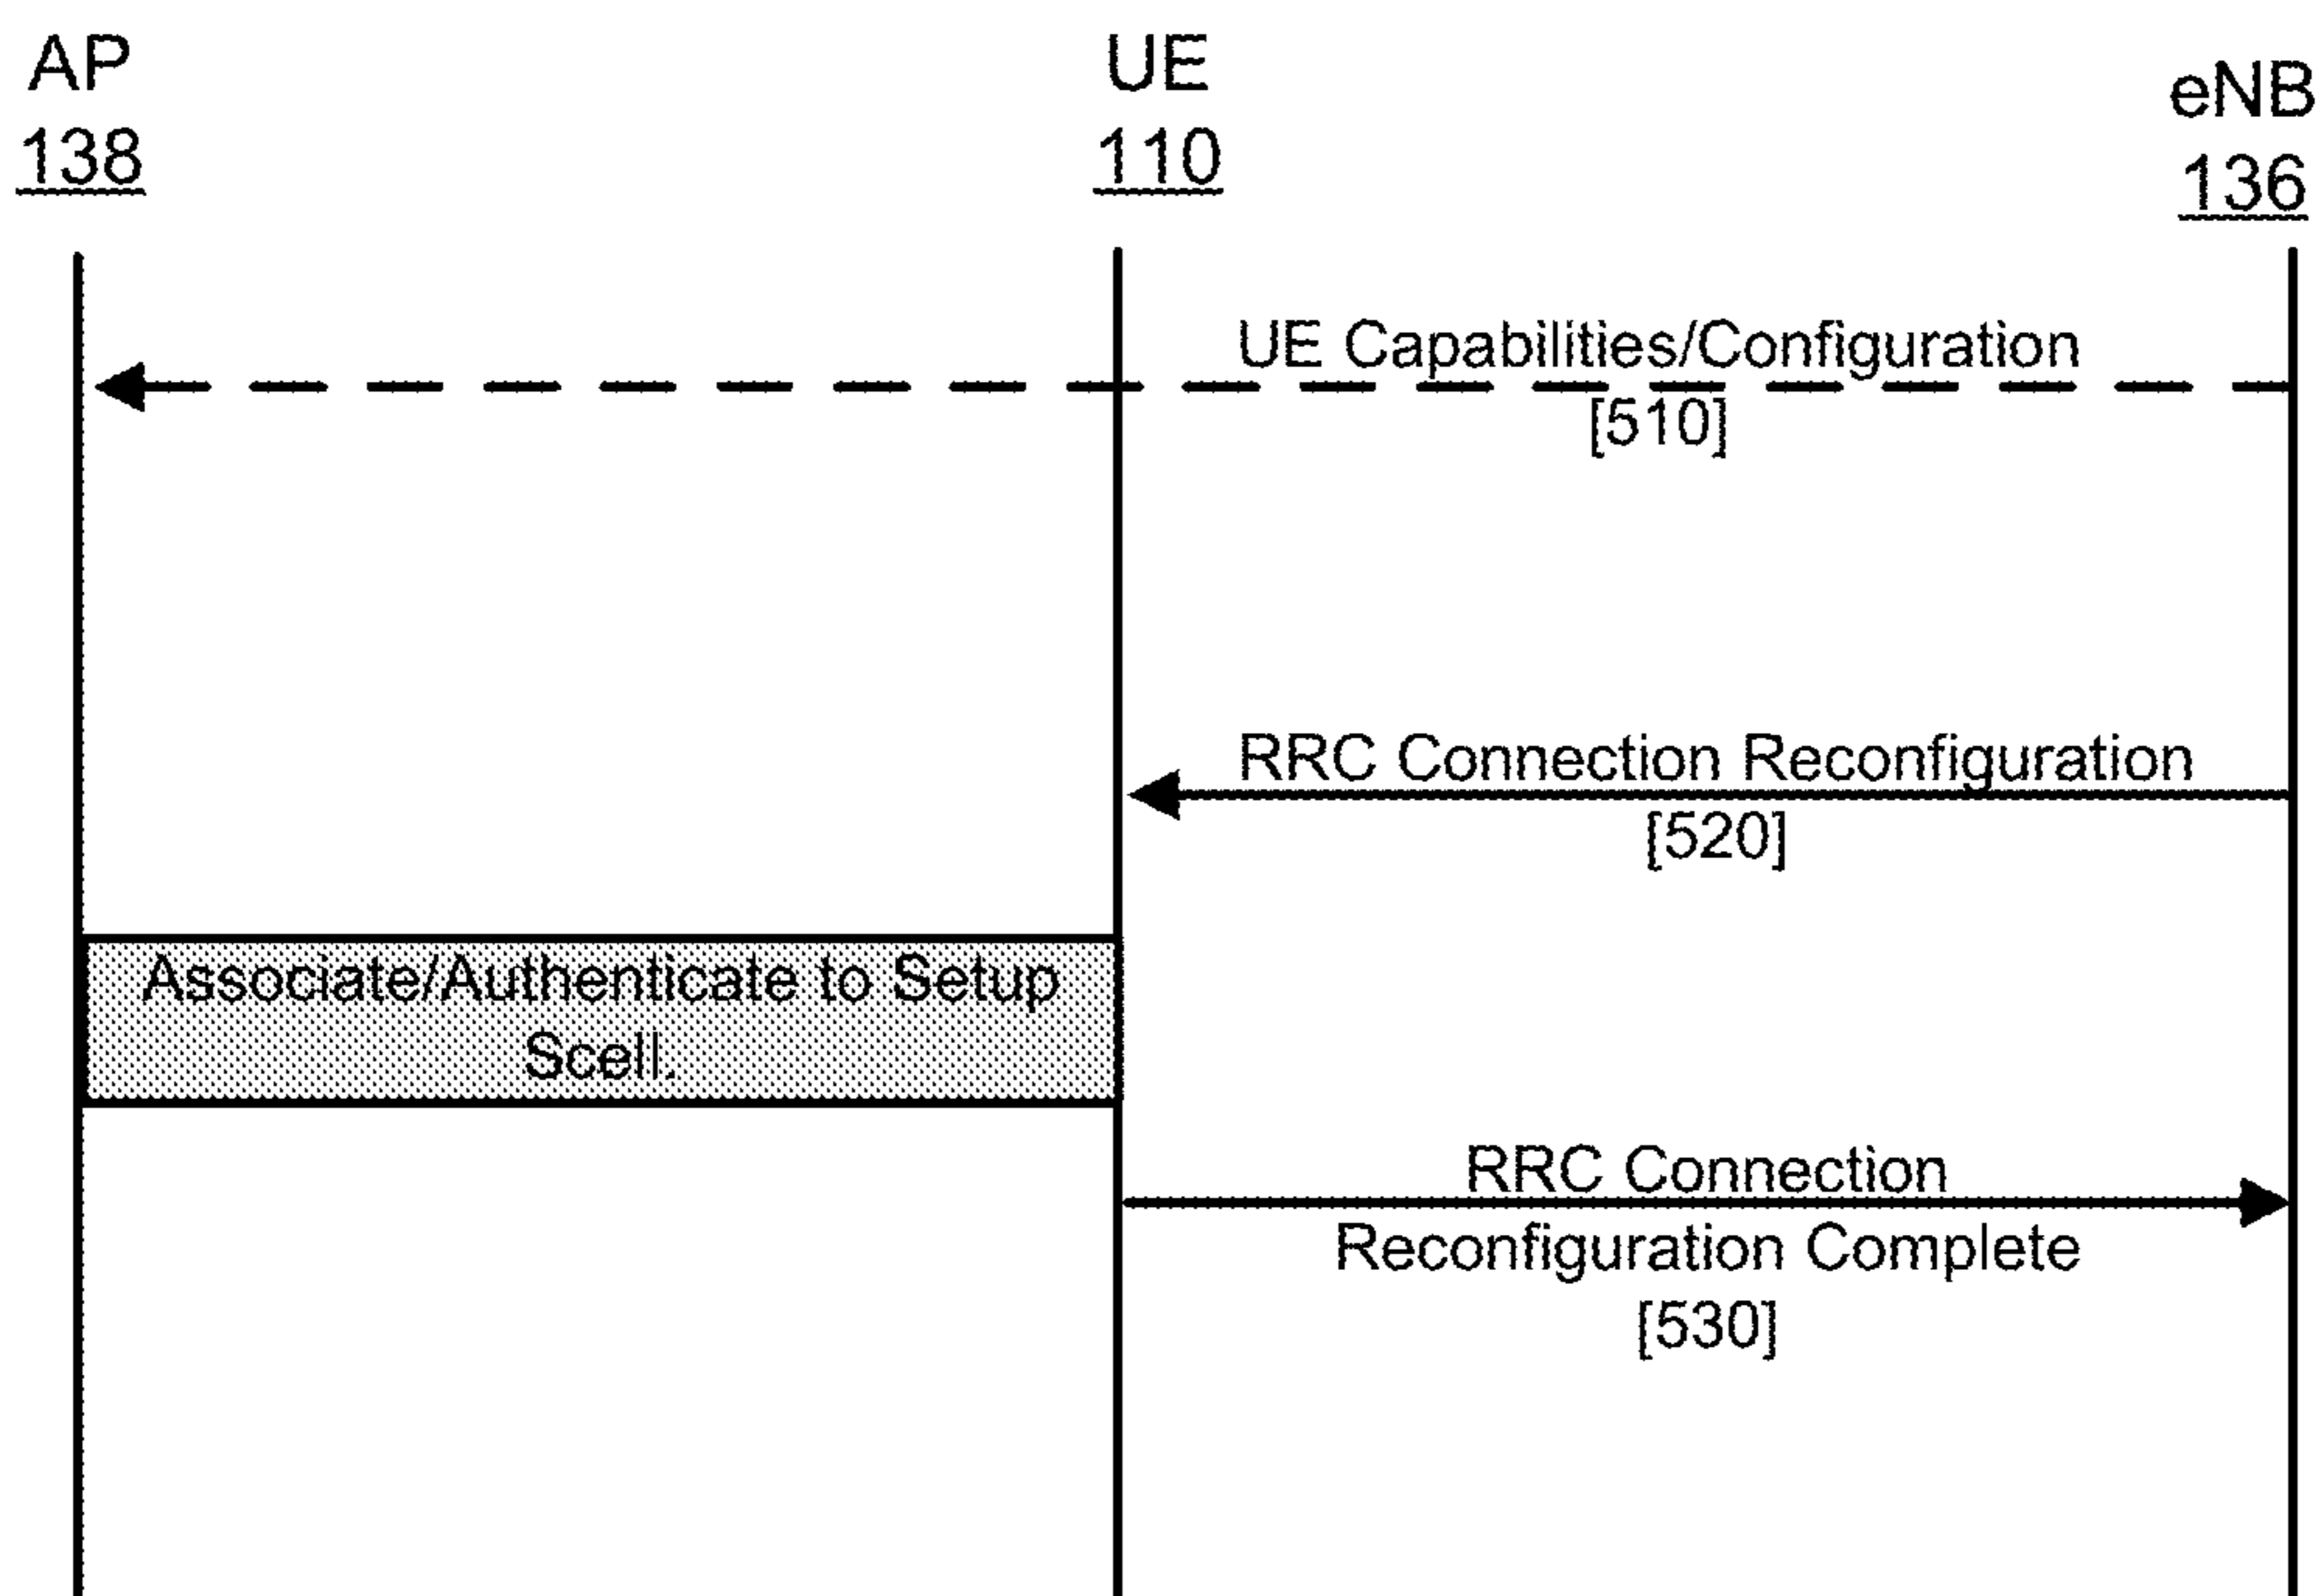 AP
138
UE
110
eNB
136
UE Capabilities/Configuration
[510]
RRC Connection Reconfiguration
[520]
Associate/Authenticate to Setup
Scell.
RRC Connection
Reconfiguration Complete
[530]